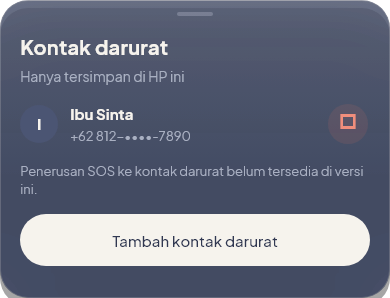 Kontak darurat
Hanya tersimpan di HP ini
I
Ibu Sinta
+62 812-••••-7890
Penerusan SOS ke kontak darurat belum tersedia di versi
ini.
Tambah kontak darurat